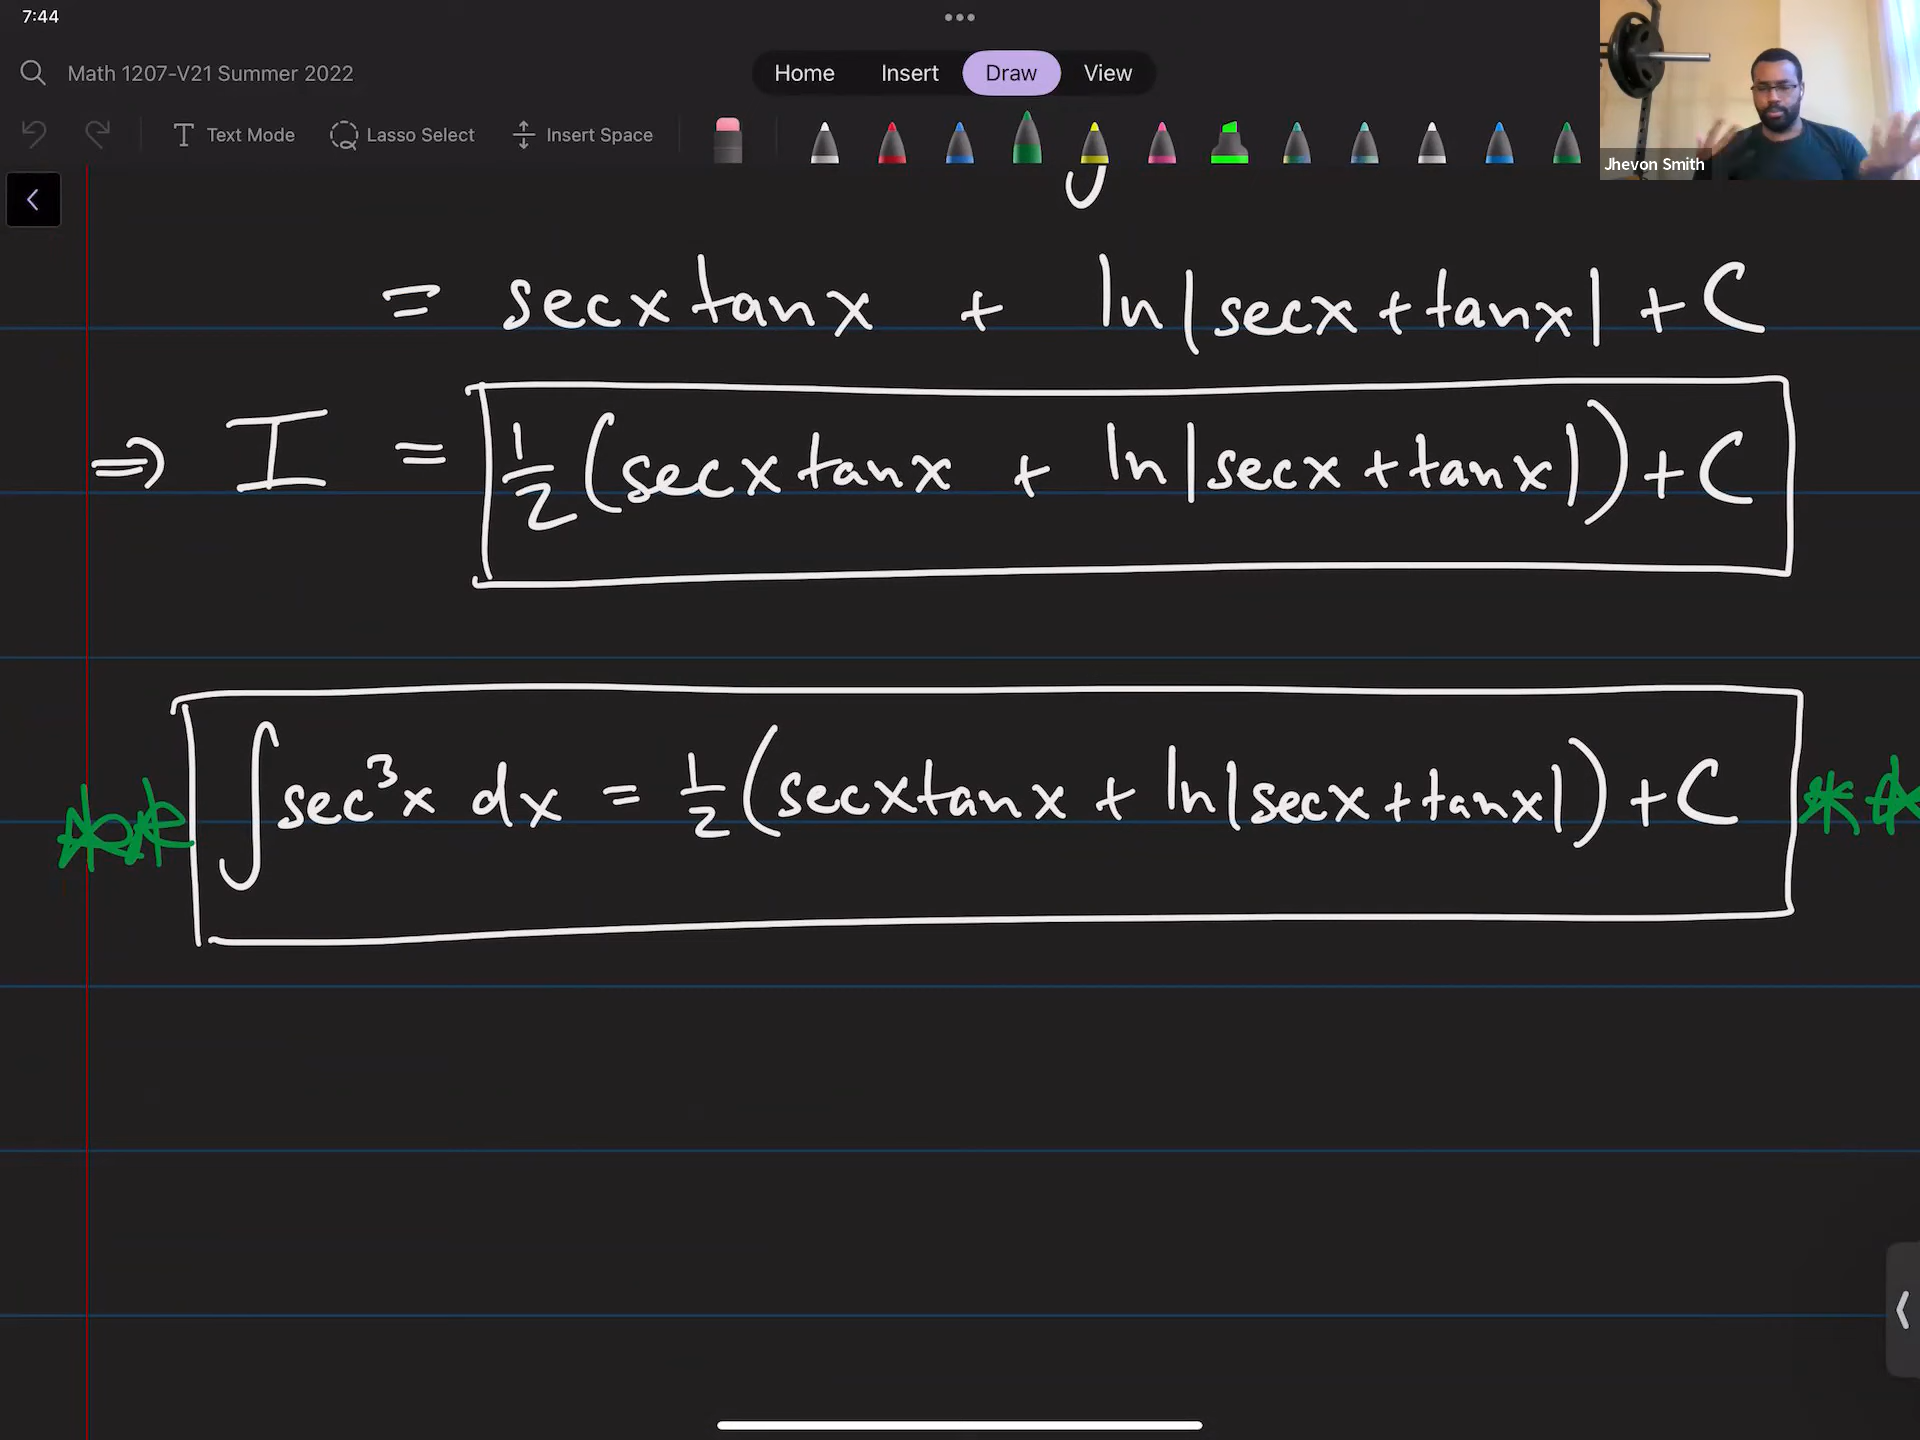 7:44
Math 1207-V21 Summer 2022
Home Insert Draw View
Text Mode Lasso Select Insert Space
Jhevon Smith
= secx tanx + ln|secx + tanx| + C
⇒ I = 1/2 (secx tanx + ln|secx + tanx|) + C
∫ sec³x dx = 1/2 (secx tanx + ln|secx + tanx|) + C